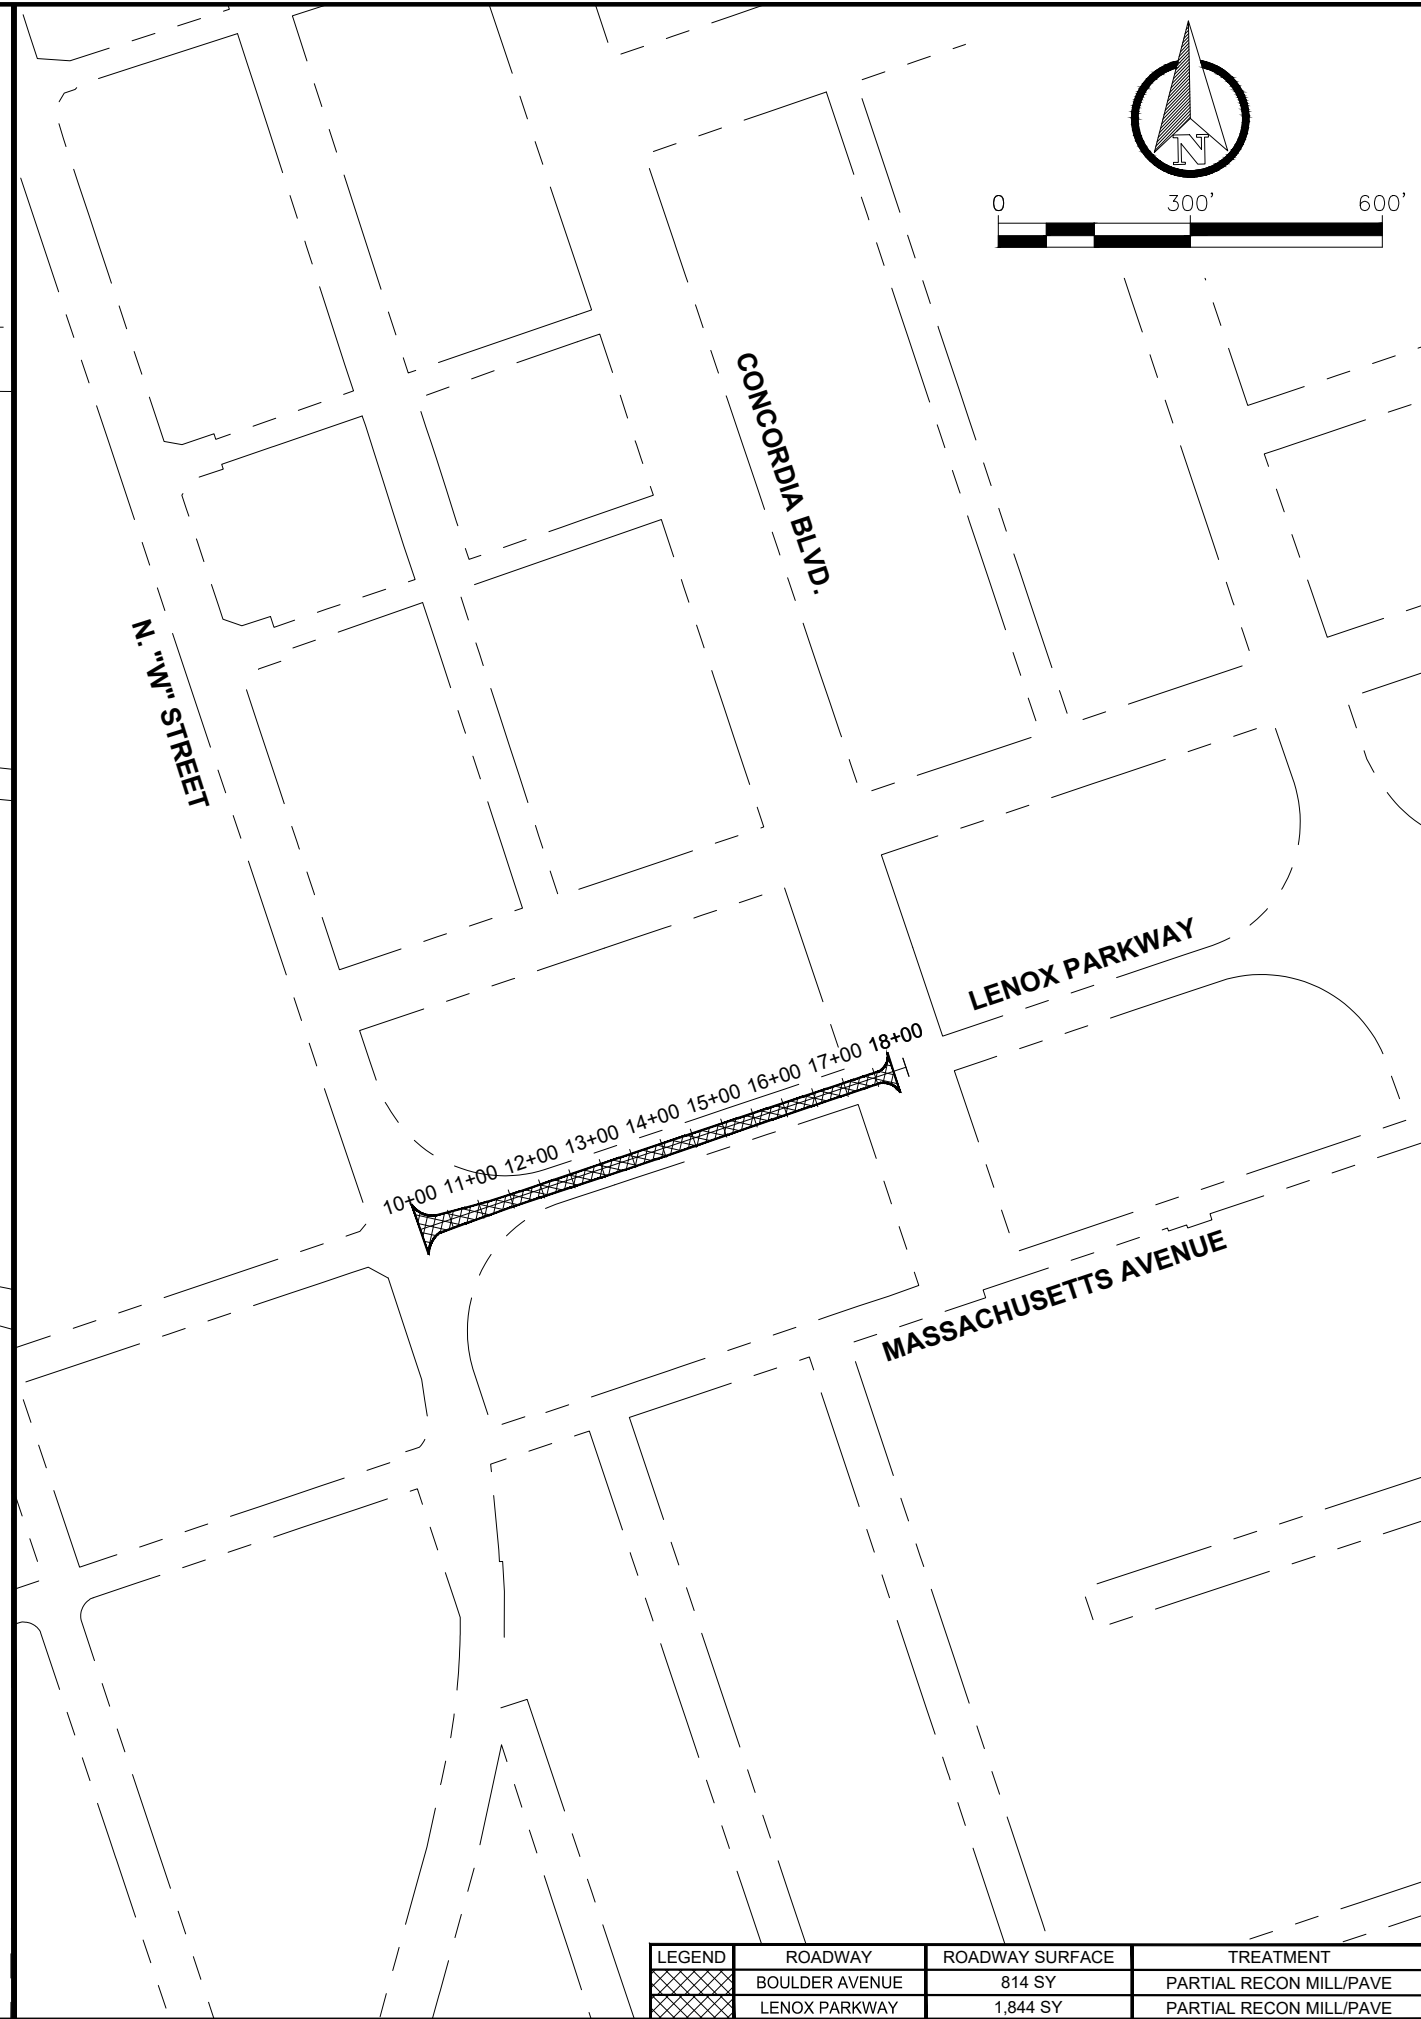 N
0 300' 600'
CONCORDIA BLVD.
N. "W" STREET
LENOX PARKWAY
10+00 11+00 12+00 13+00 14+00 15+00 16+00 17+00 18+00
MASSACHUSETTS AVENUE
LEGEND ROADWAY ROADWAY SURFACE TREATMENT
BOULDER AVENUE 814 SY PARTIAL RECON MILL/PAVE
LENOX PARKWAY 1,844 SY PARTIAL RECON MILL/PAVE